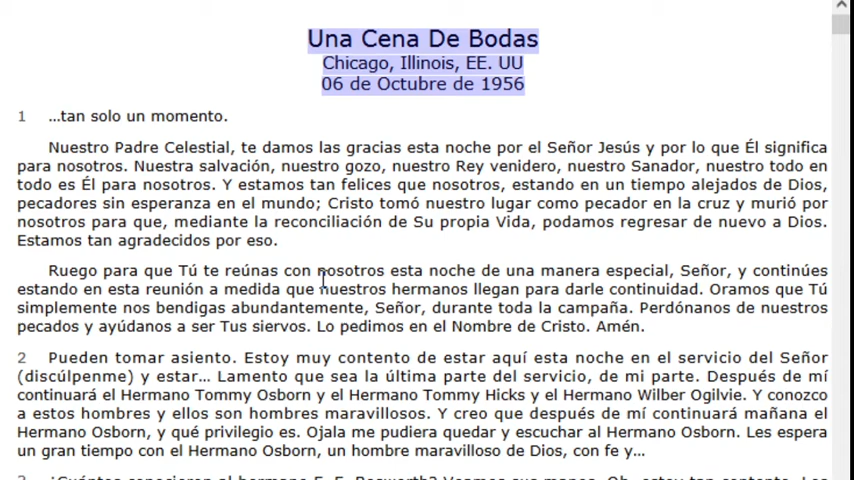 Una Cena De Bodas
Chicago, Illinois, EE. UU
06 de Octubre de 1956
1 …tan solo un momento.
Nuestro Padre Celestial, te damos las gracias esta noche por el Señor Jesús y por lo que Él significa
para nosotros. Nuestra salvación, nuestro gozo, nuestro Rey venidero, nuestro Sanador, nuestro todo en
todo es Él para nosotros. Y estamos tan felices que nosotros, estando en un tiempo alejados de Dios,
pecadores sin esperanza en el mundo; Cristo tomó nuestro lugar como pecador en la cruz y murió por
nosotros para que, mediante la reconciliación de Su propia Vida, podamos regresar de nuevo a Dios.
Estamos tan agradecidos por eso.
Ruego para que Tú te reúnas con nosotros esta noche de una manera especial, Señor, y continúes
estando en esta reunión a medida que nuestros hermanos llegan para darle continuidad. Oramos que Tú
simplemente nos bendigas abundantemente, Señor, durante toda la campaña. Perdónanos de nuestros
pecados y ayúdanos a ser Tus siervos. Lo pedimos en el Nombre de Cristo. Amén.
2 Pueden tomar asiento. Estoy muy contento de estar aquí esta noche en el servicio del Señor
(discúlpenme) y estar… Lamento que sea la última parte del servicio, de mi parte. Después de mí
continuará el Hermano Tommy Osborn y el Hermano Tommy Hicks y el Hermano Wilber Ogilvie. Y conozco
a estos hombres y ellos son hombres maravillosos. Y creo que después de mí continuará mañana el
Hermano Osborn, y qué privilegio es. Ojala me pudiera quedar y escuchar al Hermano Osborn. Les espera
un gran tiempo con el Hermano Osborn, un hombre maravilloso de Dios, con fe y…